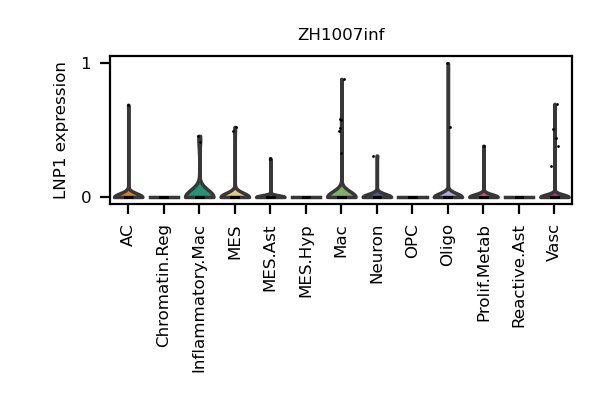 ZH1007inf
LNP1 expression
1
0
AC
Chromatin.Reg
Inflammatory.Mac
MES
MES.Ast
MES.Hyp
Mac
Neuron
OPC
Oligo
Prolif.Metab
Reactive.Ast
Vasc